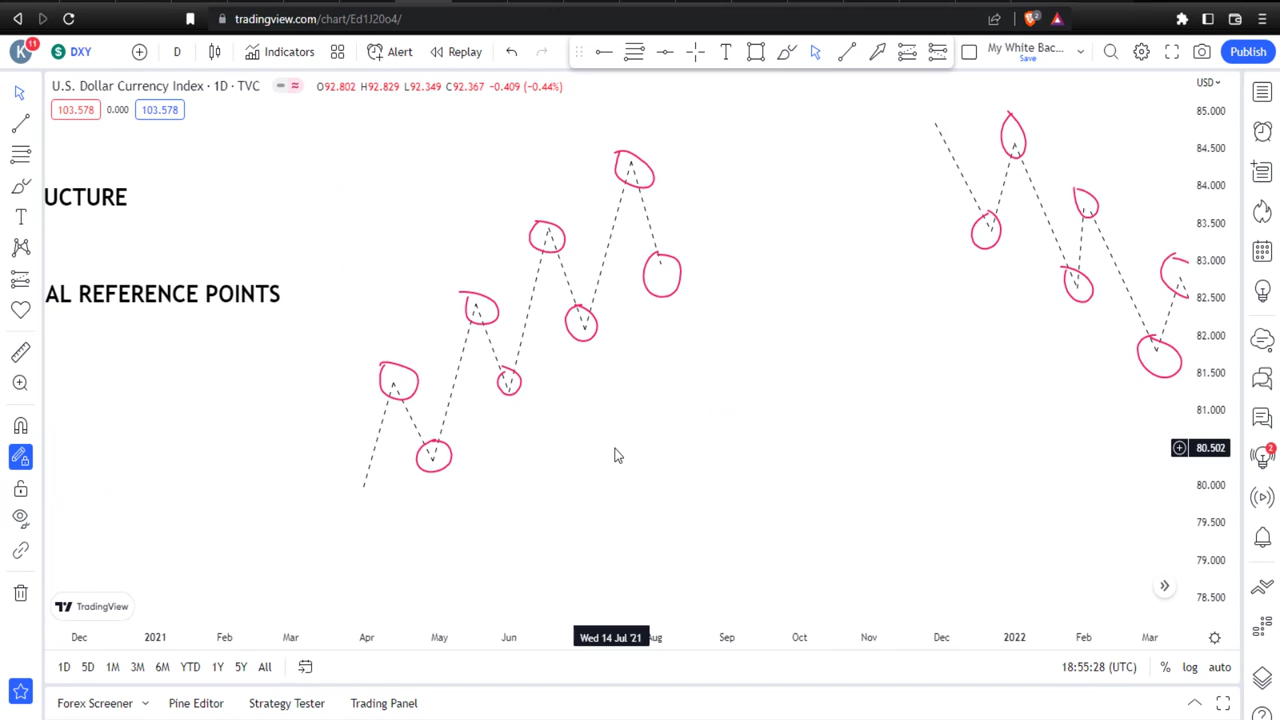 tradingview.com/chart/Ed1J20o4/
2
K
11
DXY
D
Indicators
Alert
Replay
T
My White Bac...
Save
Publish
U.S. Dollar Currency Index · 1D · TVC
O92.802 H92.829 L92.349 C92.367 -0.409 (-0.44%)
USD
103.578
0.000
103.578
UCTURE
AL REFERENCE POINTS
85.000
84.500
84.000
83.500
83.000
82.500
82.000
81.500
81.000
80.502
80.000
79.500
79.000
78.500
2
TradingView
Dec
2021
Feb
Mar
Apr
May
Jun
Wed 14 Jul '21
Aug
Sep
Oct
Nov
Dec
2022
Feb
Mar
1D
5D
1M
3M
6M
YTD
1Y
5Y
All
18:55:28 (UTC)
%
log
auto
Forex Screener
Pine Editor
Strategy Tester
Trading Panel